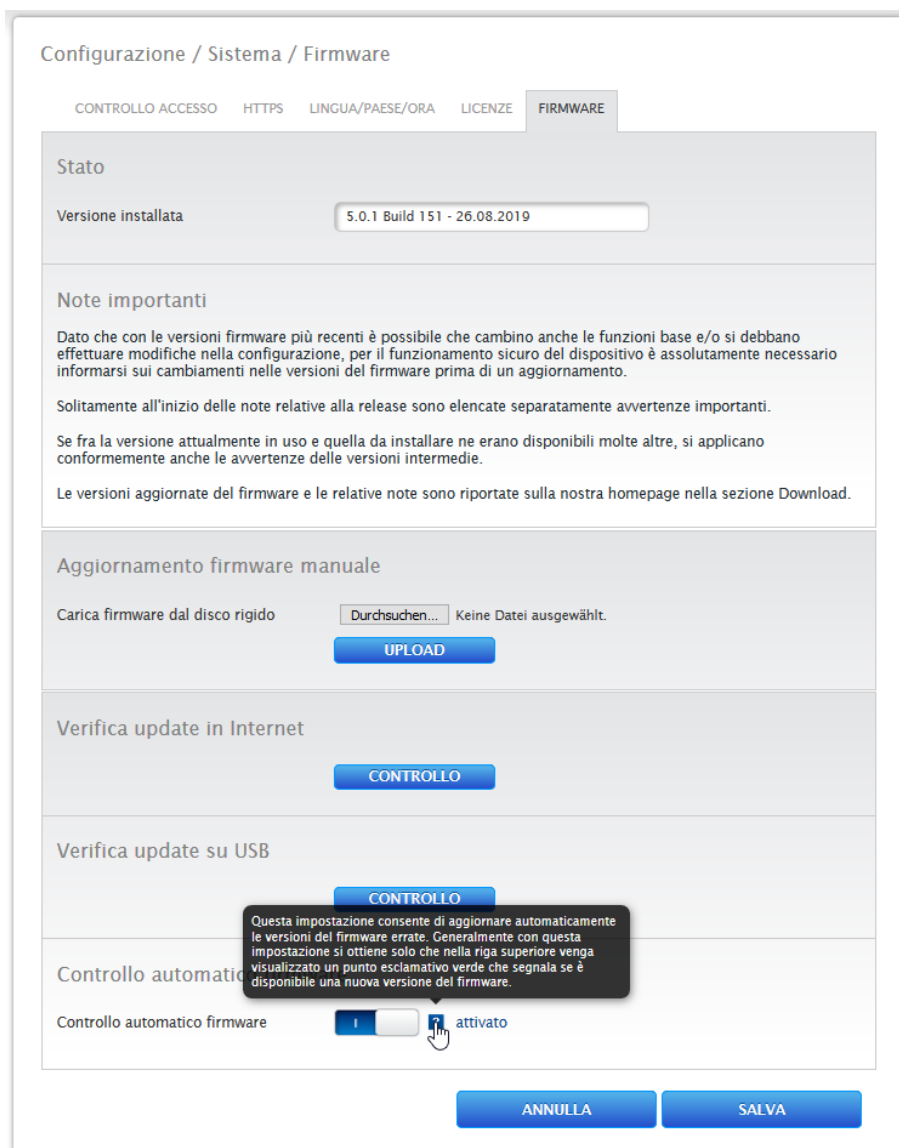 Configurazione / Sistema / Firmware
CONTROLLO ACCESSO HTTPS LINGUA/PAESE/ORA LICENZE FIRMWARE
Stato
Versione installata 5.0.1 Build 151 - 26.08.2019
Note importanti
Dato che con le versioni firmware più recenti è possibile che cambino anche le funzioni base e/o si debbano
effettuare modifiche nella configurazione, per il funzionamento sicuro del dispositivo è assolutamente necessario
informarsi sui cambiamenti nelle versioni del firmware prima di un aggiornamento.
Solitamente all'inizio delle note relative alla release sono elencate separatamente avvertenze importanti.
Se fra la versione attualmente in uso e quella da installare ne erano disponibili molte altre, si applicano
conformemente anche le avvertenze delle versioni intermedie.
Le versioni aggiornate del firmware e le relative note sono riportate sulla nostra homepage nella sezione Download.
Aggiornamento firmware manuale
Carica firmware dal disco rigido Durchsuchen... Keine Datei ausgewählt.
UPLOAD
Verifica update in Internet
CONTROLLO
Verifica update su USB
CONTROLLO
Questa impostazione consente di aggiornare automaticamente
le versioni del firmware errate. Generalmente con questa
impostazione si ottiene solo che nella riga superiore venga
visualizzato un punto esclamativo verde che segnala se è
disponibile una nuova versione del firmware.
Controllo automatico
Controllo automatico firmware I ? attivato
ANNULLA SALVA